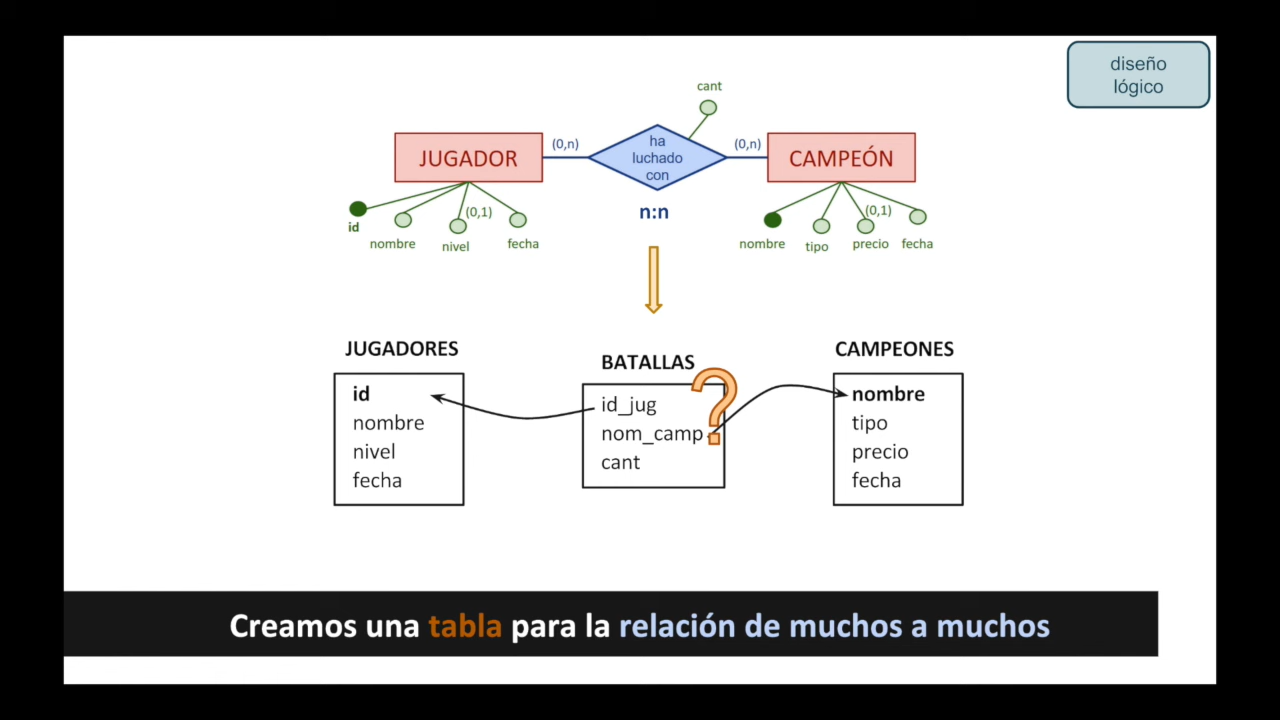 diseño
lógico
cant
JUGADOR
(0,n)
ha
luchado
con
(0,n)
CAMPEÓN
n:n
id
nombre
(0,1)
nivel
fecha
nombre
tipo
(0,1)
precio
fecha
JUGADORES
id
nombre
nivel
fecha
BATALLAS
id_jug
nom_camp
cant
?
CAMPEONES
nombre
tipo
precio
fecha
Creamos una tabla para la relación de muchos a muchos